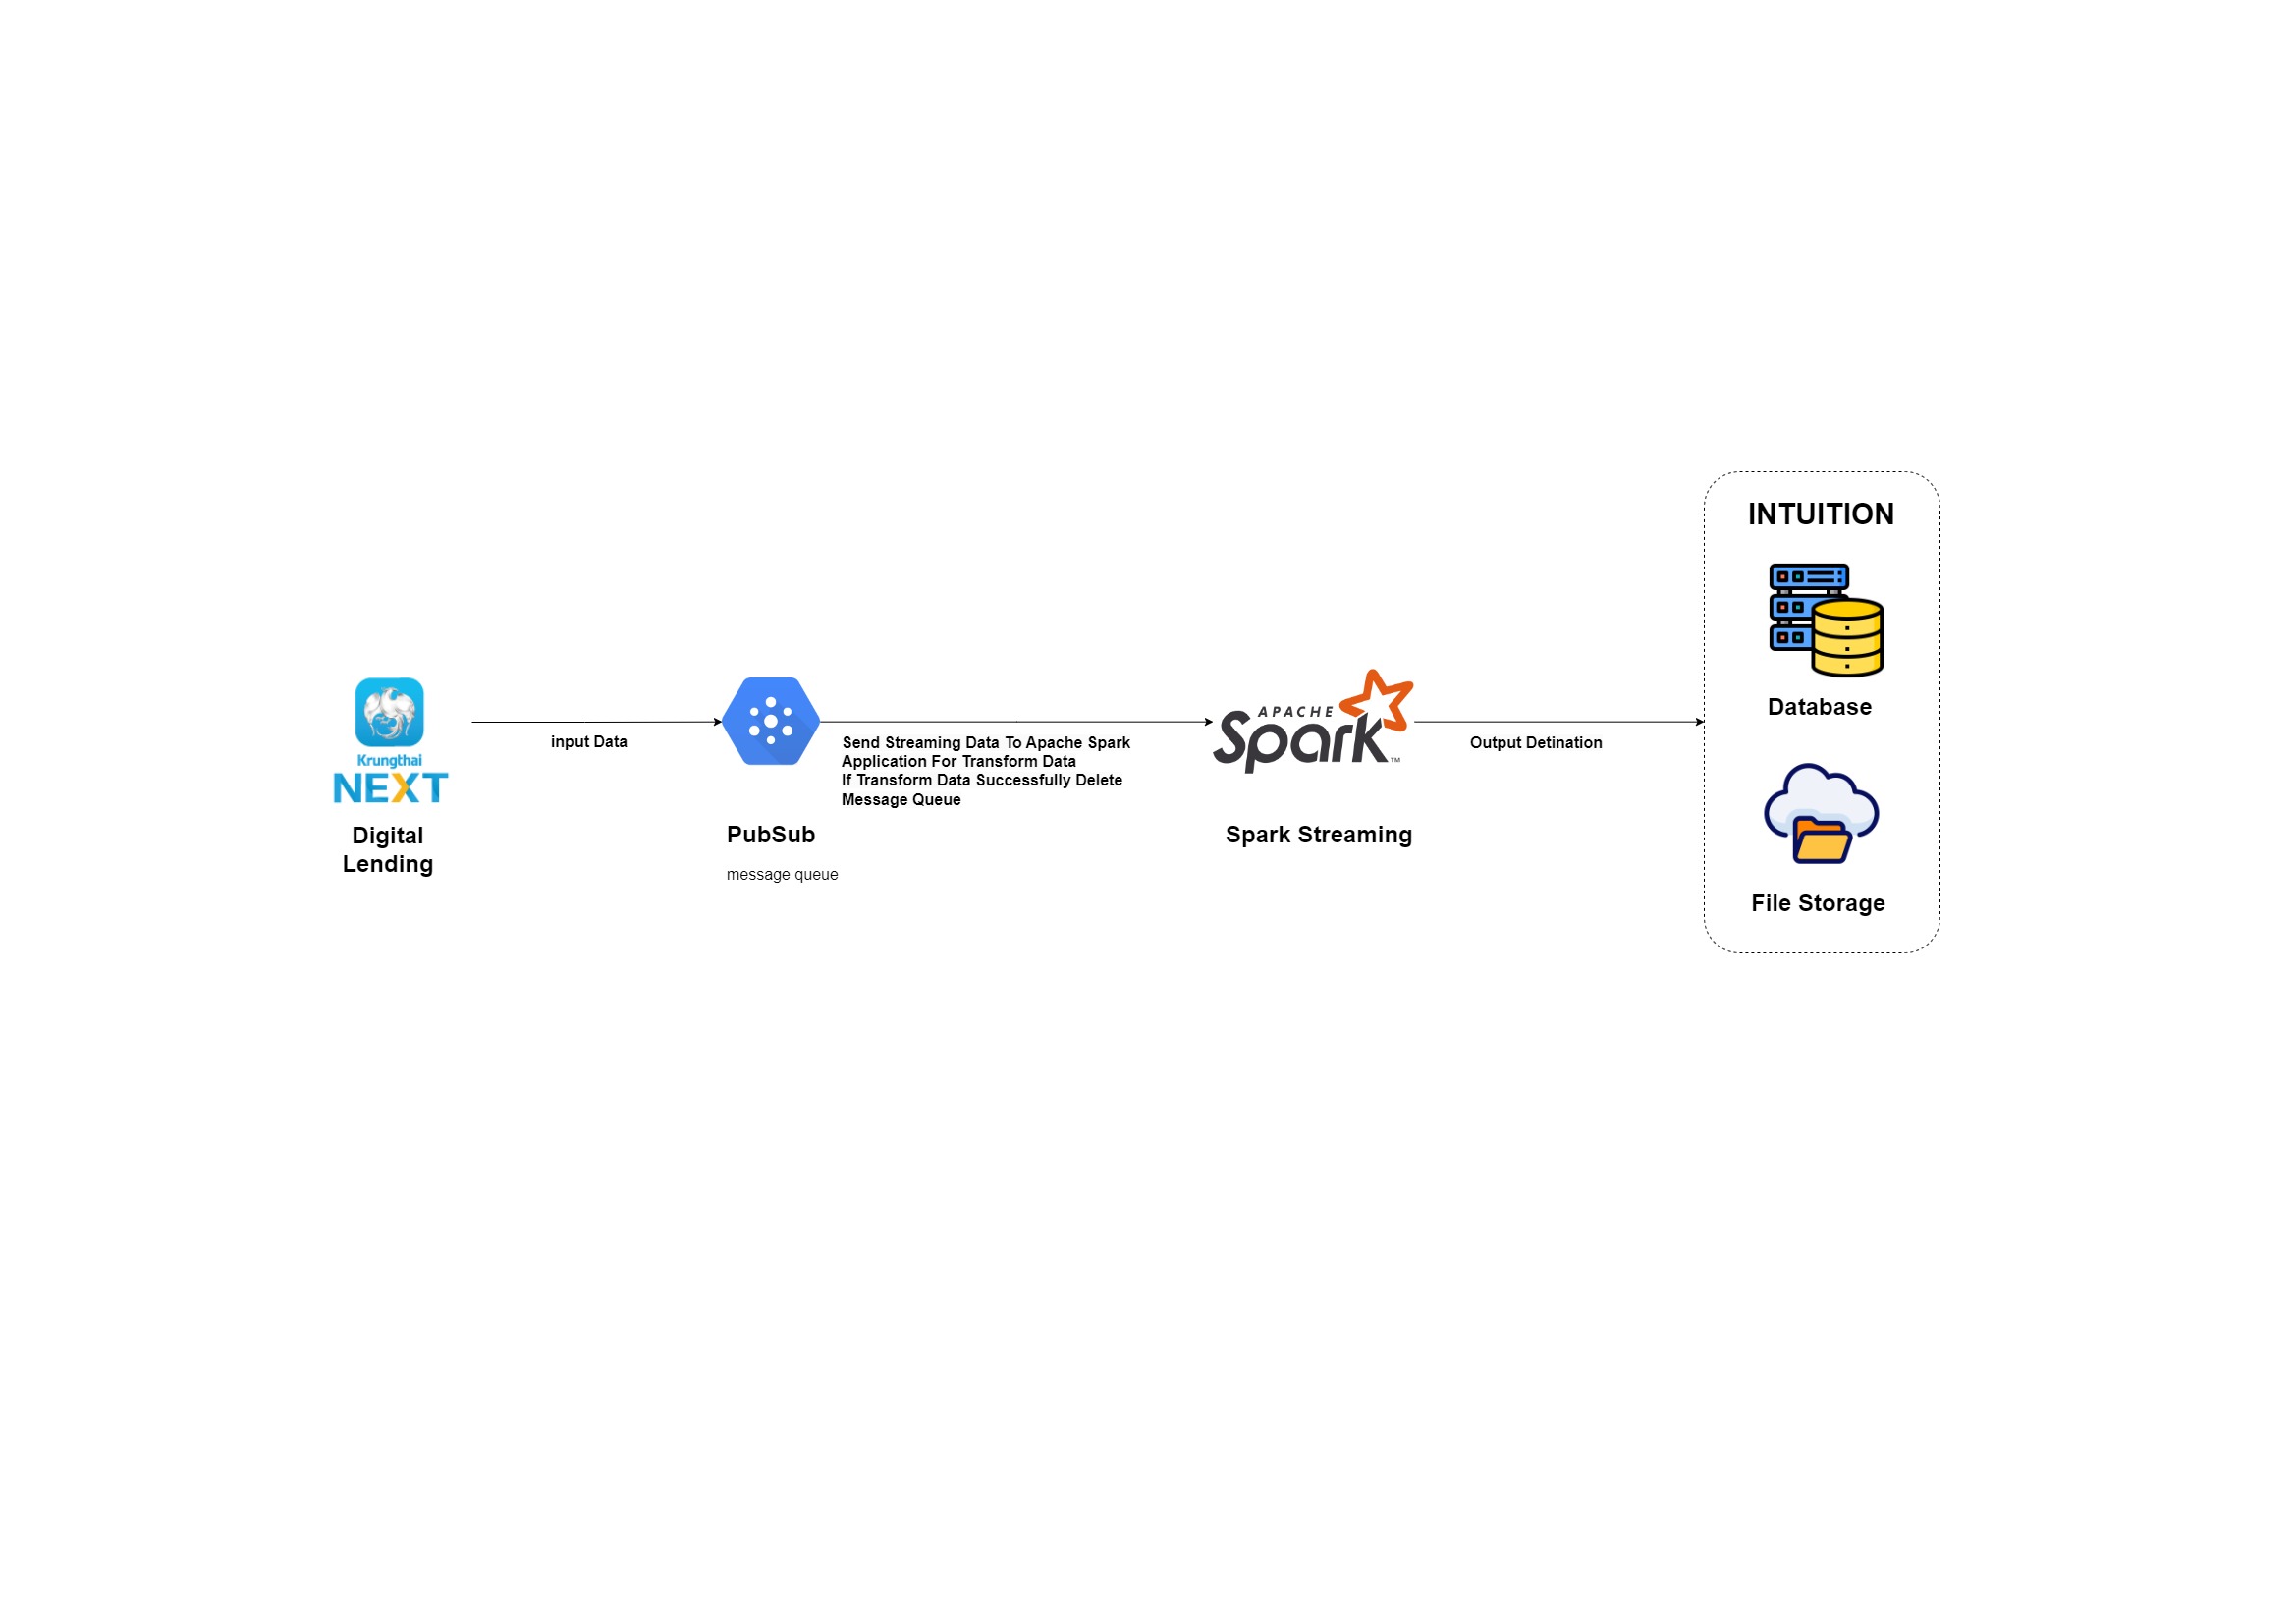 INTUITION
Database
File Storage
Krungthai
NEXT
Digital
Lending
input Data
PubSub
message queue
Send Streaming Data To Apache Spark
Application For Transform Data
If Transform Data Successfully Delete
Message Queue
APACHE
Spark™
Spark Streaming
Output Detination